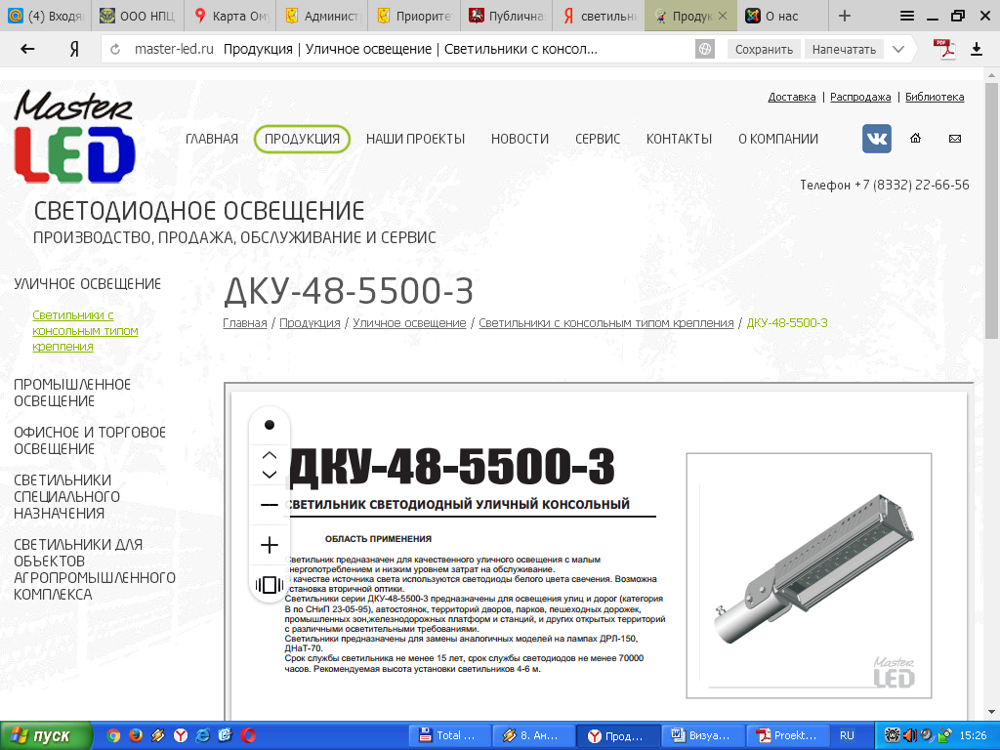 (4) Входя
ООО НПЦ
Карта Ом
Админист
Приорите
Публична
светильн
Продук
О нас
master-led.ru Продукция | Уличное освещение | Светильники с консол...
Сохранить
Напечатать
Доставка | Распродажа | Библиотека
Master
LED
ГЛАВНАЯ
ПРОДУКЦИЯ
НАШИ ПРОЕКТЫ
НОВОСТИ
СЕРВИС
КОНТАКТЫ
О КОМПАНИИ
Телефон +7 (8332) 22-66-56
СВЕТОДИОДНОЕ ОСВЕЩЕНИЕ
ПРОИЗВОДСТВО, ПРОДАЖА, ОБСЛУЖИВАНИЕ И СЕРВИС
УЛИЧНОЕ ОСВЕЩЕНИЕ
Светильники с
консольным типом
крепления
ПРОМЫШЛЕННОЕ
ОСВЕЩЕНИЕ
ОФИСНОЕ И ТОРГОВОЕ
ОСВЕЩЕНИЕ
СВЕТИЛЬНИКИ
СПЕЦИАЛЬНОГО
НАЗНАЧЕНИЯ
СВЕТИЛЬНИКИ ДЛЯ
ОБЪЕКТОВ
АГРОПРОМЫШЛЕННОГО
КОМПЛЕКСА
ДКУ-48-5500-З
Главная / Продукция / Уличное освещение / Светильники с консольным типом крепления / ДКУ-48-5500-З
ДКУ-48-5500-З
СВЕТИЛЬНИК СВЕТОДИОДНЫЙ УЛИЧНЫЙ КОНСОЛЬНЫЙ
ОБЛАСТЬ ПРИМЕНЕНИЯ
Светильник предназначен для качественного уличного освещения с малым
энергопотреблением и низким уровнем затрат на обслуживание.
В качестве источника света используются светодиоды белого цвета свечения. Возможна
установка вторичной оптики.
Светильники серии ДКУ-48-5500-З предназначены для освещения улиц и дорог (категория
В по СНиП 23-05-95), автостоянок, территорий дворов, парков, пешеходных дорожек,
промышленных зон,железнодорожных платформ и станций, и других открытых территорий
с различными осветительными требованиями.
Светильники предназначены для замены аналогичных моделей на лампах ДРЛ-150,
ДНаТ-70.
Срок службы светильника не менее 15 лет, срок службы светодиодов не менее 70000
часов. Рекомендуемая высота установки светильников 4-6 м.
Master
LED
пуск
Total ...
8. Ан...
Прод...
Визуа...
Proekt...
RU
15:26